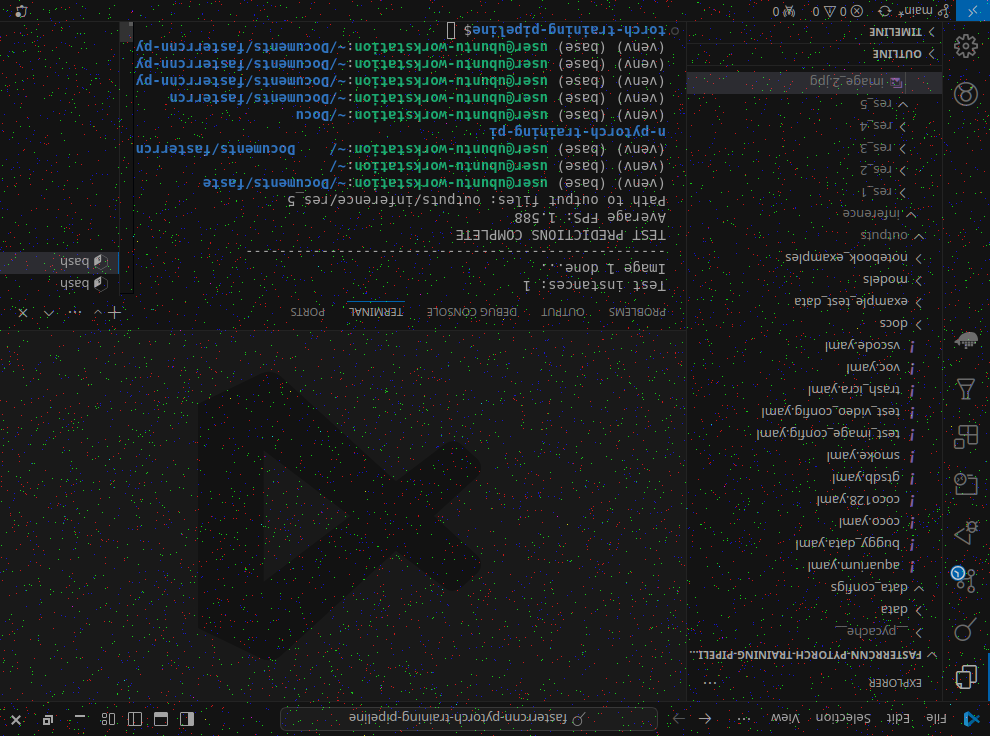 File Edit Selection View ... fasterrcnn-pytorch-training-pipeline
EXPLORER ...
FASTERRCNN-PYTORCH-TRAINING-PIPELI...
__pycache__
data
data_configs
aquarium.yaml
buggy_data.yaml
coco.yaml
coco128.yaml
gtsdb.yaml
smoke.yaml
test_image_config.yaml
test_video_config.yaml
trash_icra.yaml
voc.yaml
vscode.yaml
docs
example_test_data
models
notebook_examples
outputs
inference
res_1
res_2
res_3
res_4
res_5
image_2.jpg
OUTLINE
TIMELINE
PROBLEMS OUTPUT DEBUG CONSOLE TERMINAL PORTS
Test instances: 1
Image 1 done...
--------------------------------------------------
TEST PREDICTIONS COMPLETE
Average FPS: 1.588
Path to output files: outputs/inference/res_5
(venv) (base) user@ubuntu-workstation:~/Documents/faste
(venv) (base) user@ubuntu-workstation:~/
(venv) (base) user@ubuntu-workstation:~/ Documents/fasterrcn
n-pytorch-training-pi
(venv) (base) user@ubuntu-workstation:~/Docu
(venv) (base) user@ubuntu-workstation:~/Documents/fasterrcn
(venv) (base) user@ubuntu-workstation:~/Documents/fasterrcnn-py
(venv) (base) user@ubuntu-workstation:~/Documents/fasterrcnn-py
(venv) (base) user@ubuntu-workstation:~/Documents/fasterrcnn-py
torch-training-pipeline$
bash
bash
main* 0 0 0